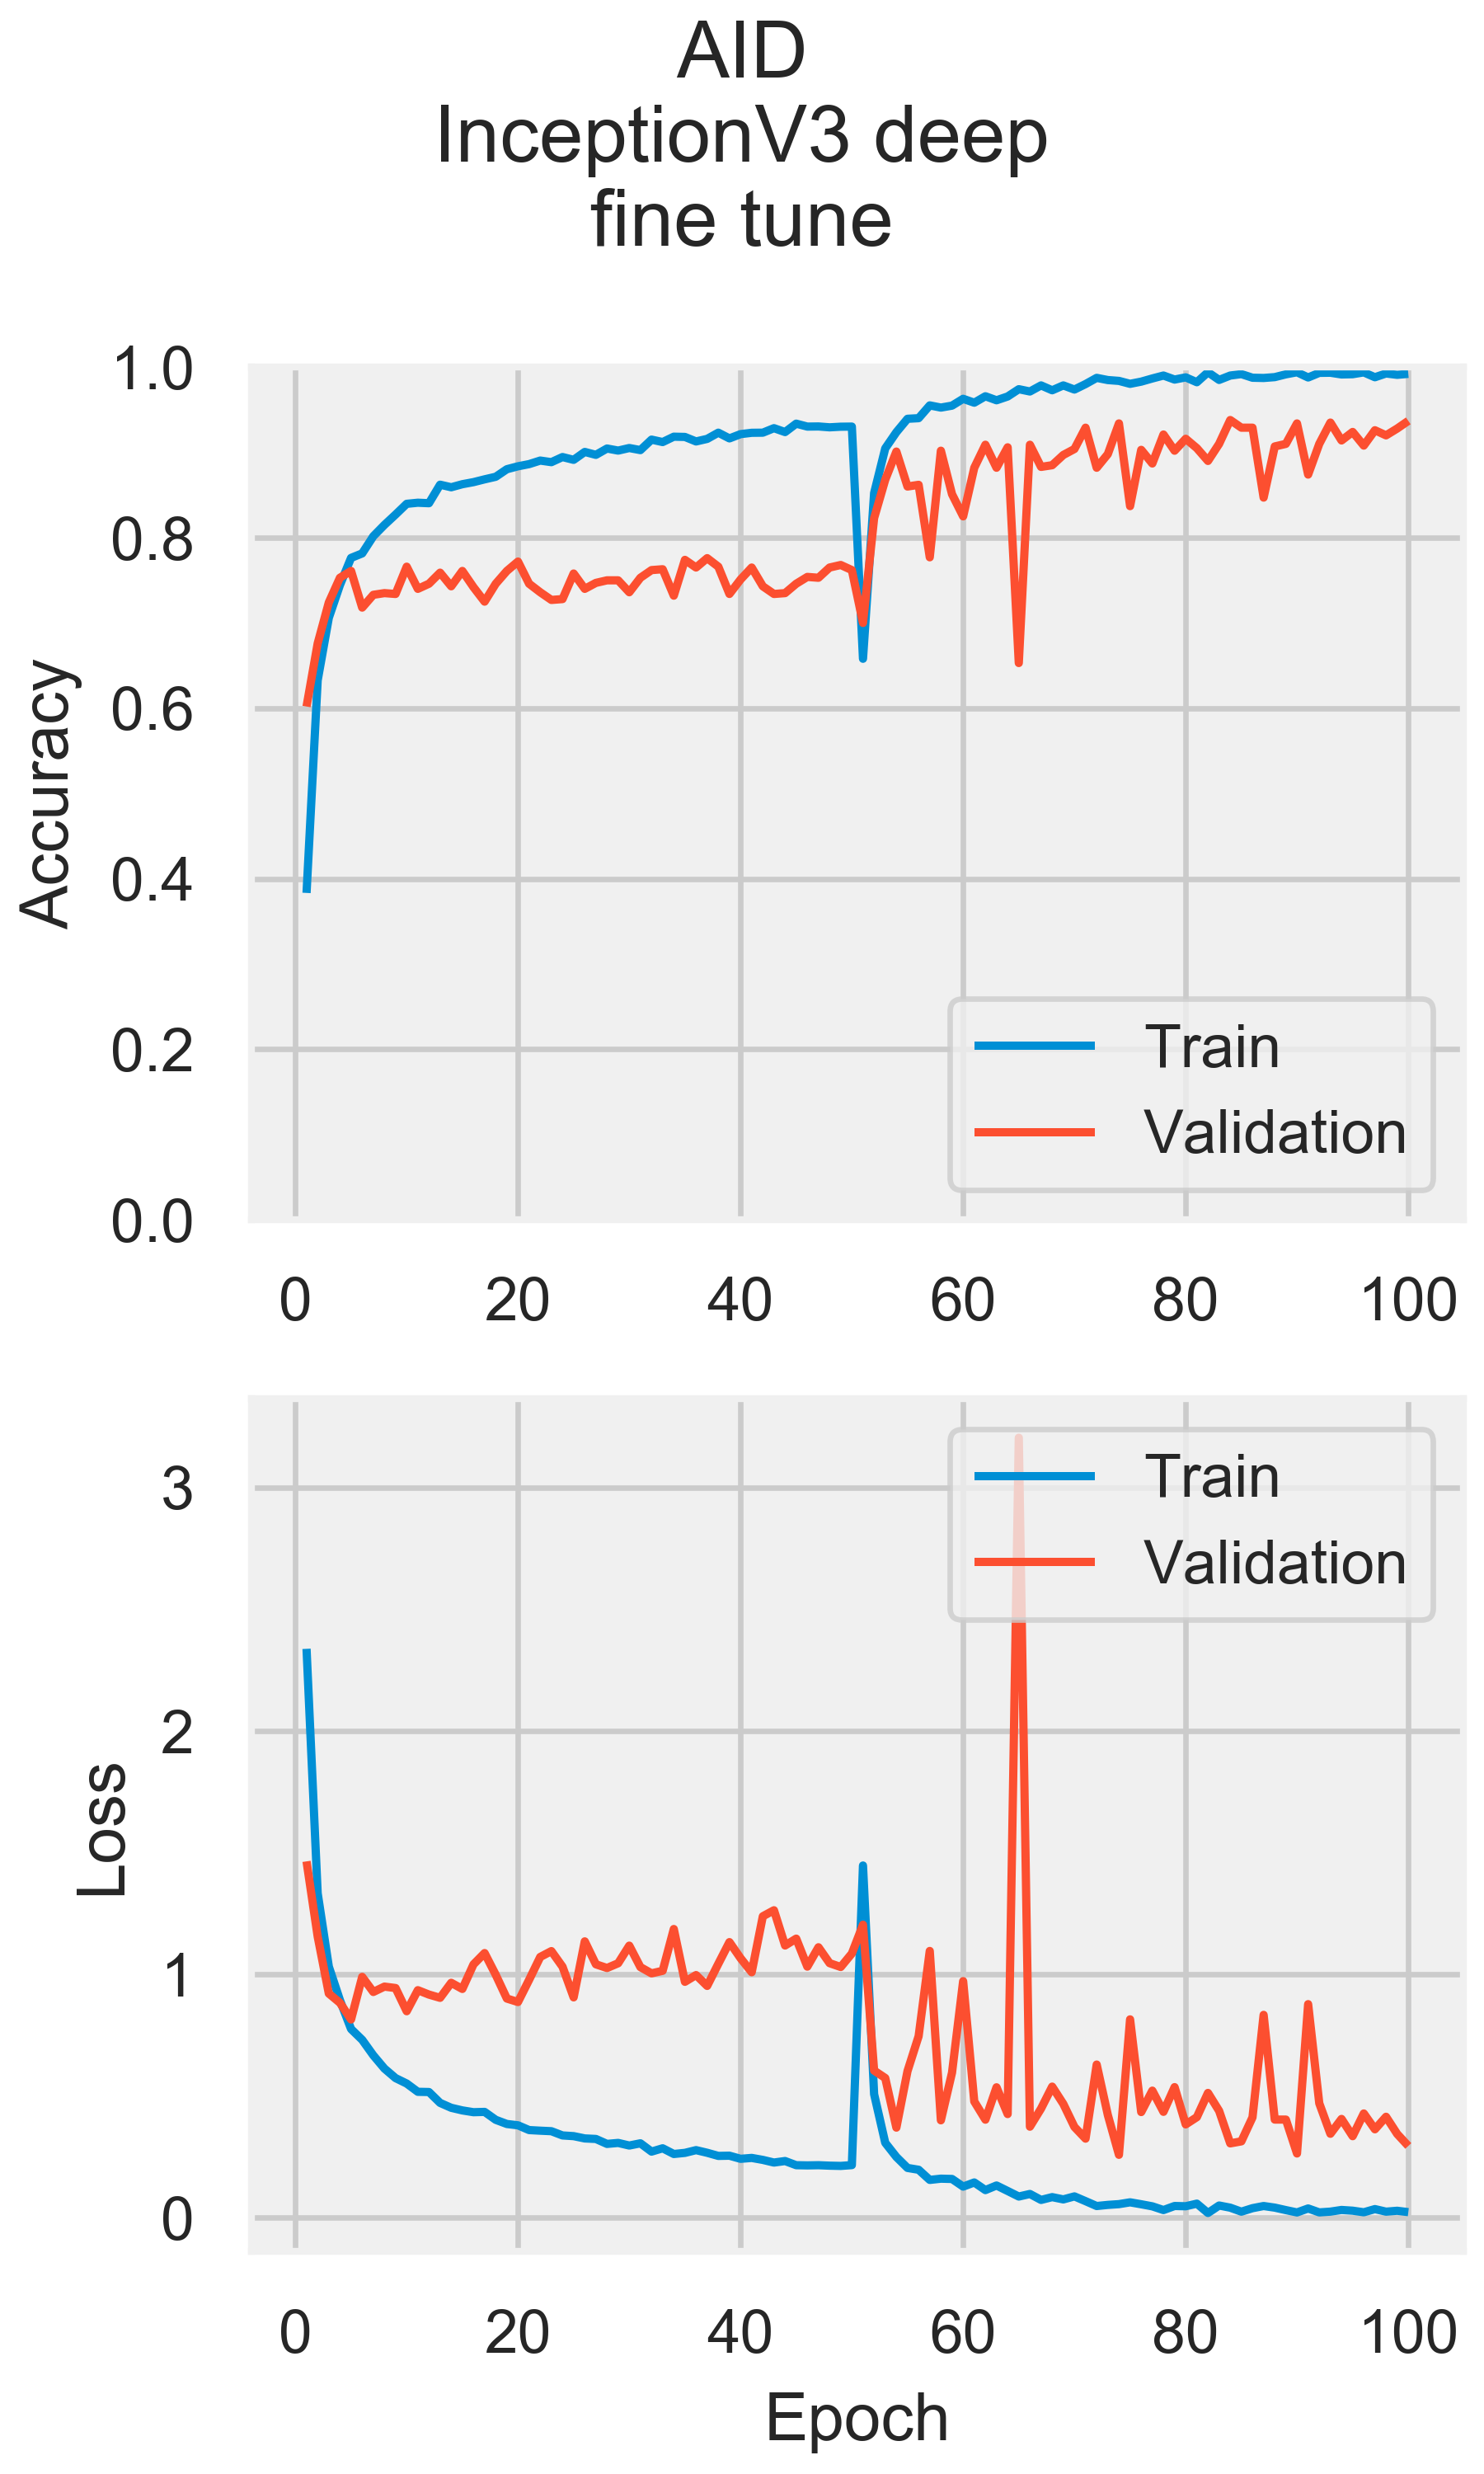 AID
InceptionV3 deep
fine tune
1.0
0.8
0.6
0.4
0.2
0.0
Accuracy
Train
Validation
0 20 40 60 80 100
3
2
1
0
Loss
Train
Validation
0 20 40 60 80 100
Epoch